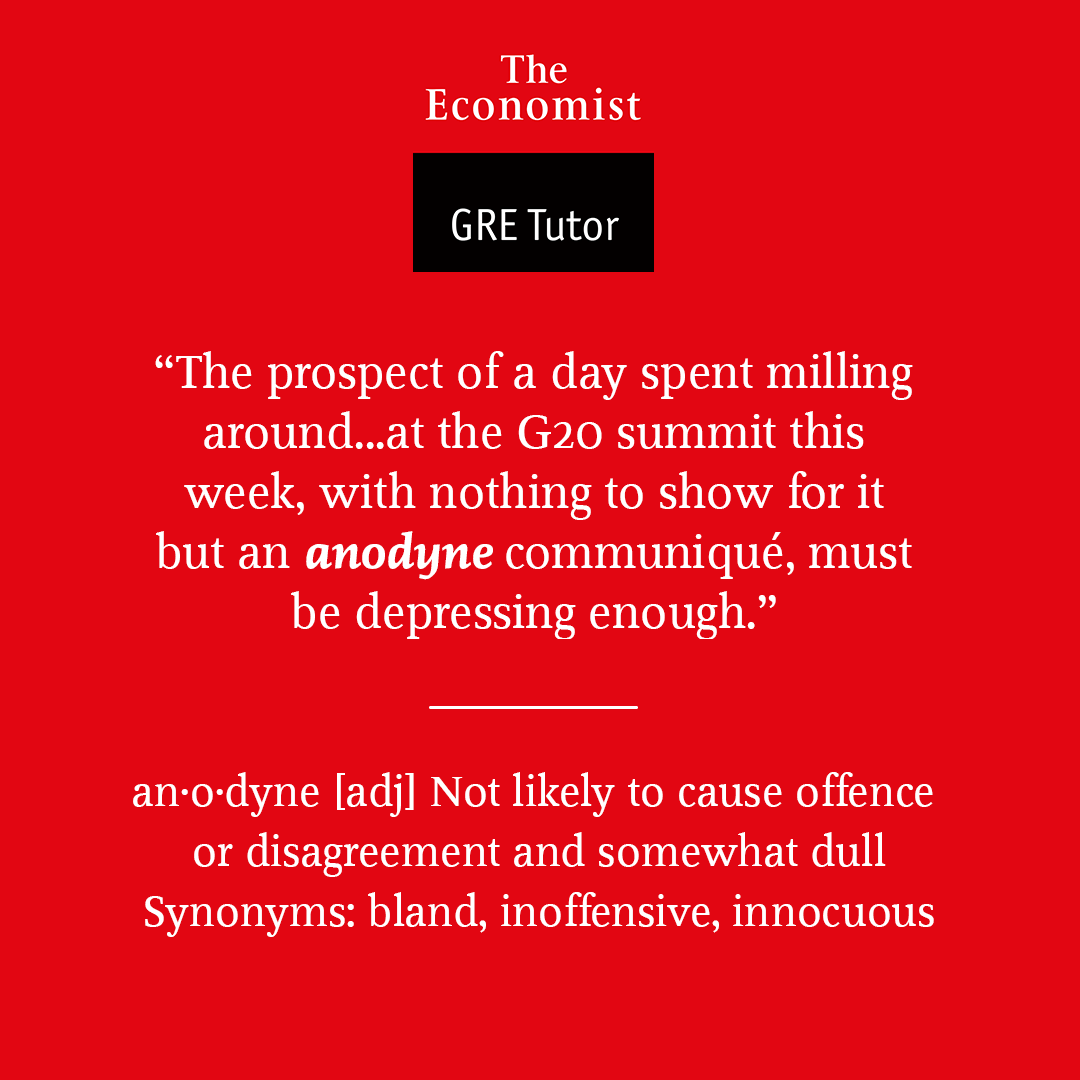 The
Economist
GRE Tutor
“The prospect of a day spent milling
around...at the G20 summit this
week, with nothing to show for it
but an anodyne communiqué, must
be depressing enough.”
an·o·dyne [adj] Not likely to cause offence
or disagreement and somewhat dull
Synonyms: bland, inoffensive, innocuous